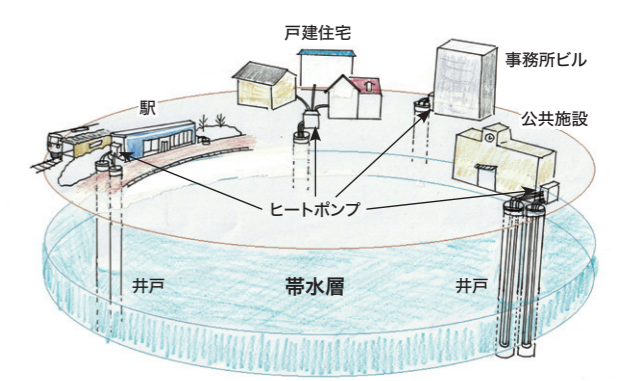 戸建住宅
事務所ビル
駅
公共施設
ヒートポンプ
井戸
帯水層
井戸